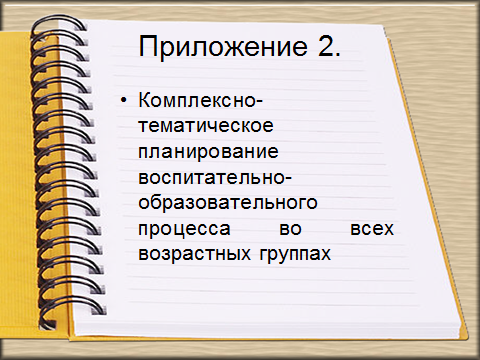 Приложение 2.
• Комплексно-
тематическое
планирование
воспитательно-
образовательного
процесса во всех
возрастных группах